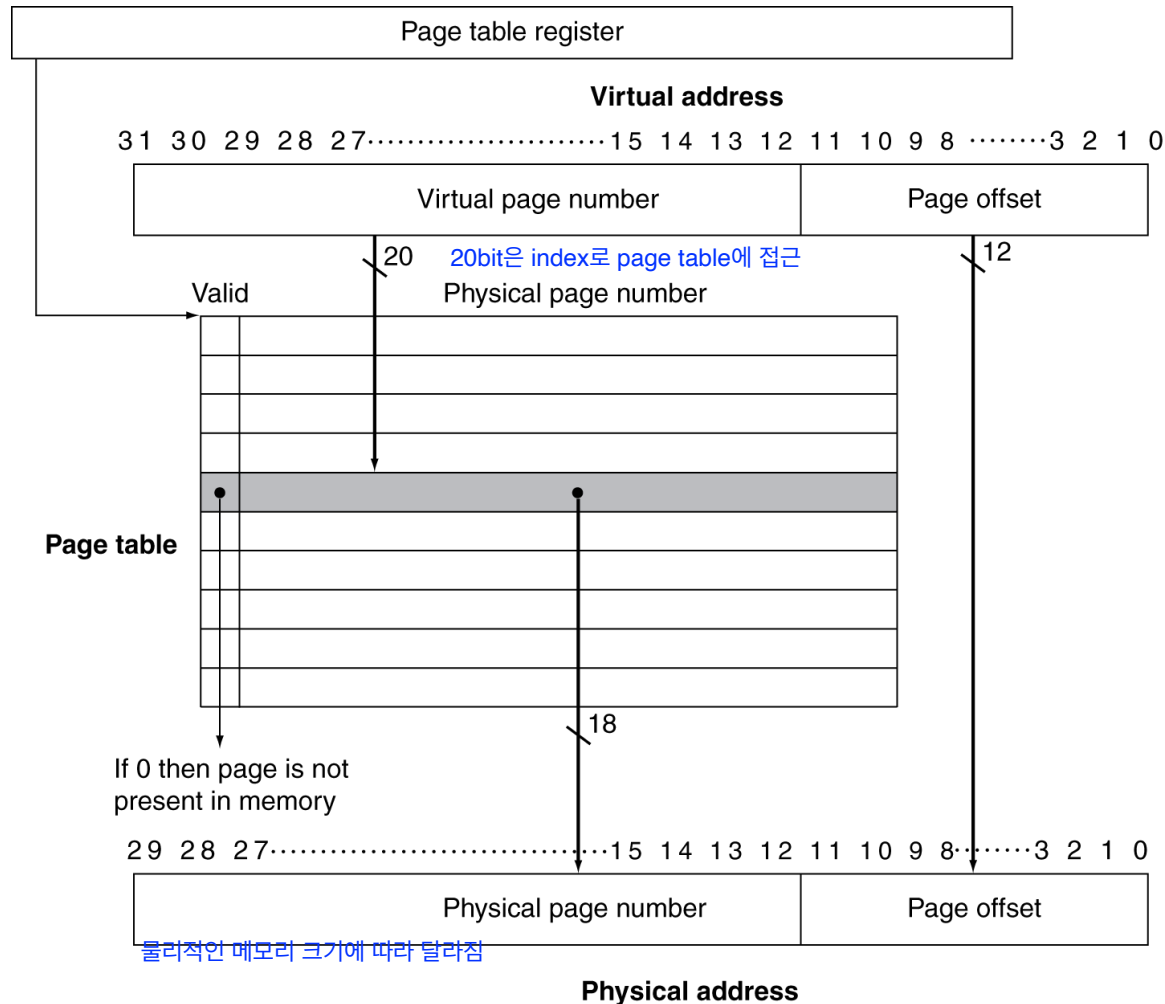 Page table register
Virtual address
31 30 29 28 27························15 14 13 12 11 10 9 8 ········3 2 1 0
Virtual page number Page offset
20 20bit은 index로 page table에 접근 12
Valid Physical page number
Page table
18
If 0 then page is not
present in memory
29 28 27··································15 14 13 12 11 10 9 8········3 2 1 0
Physical page number Page offset
물리적인 메모리 크기에 따라 달라짐
Physical address